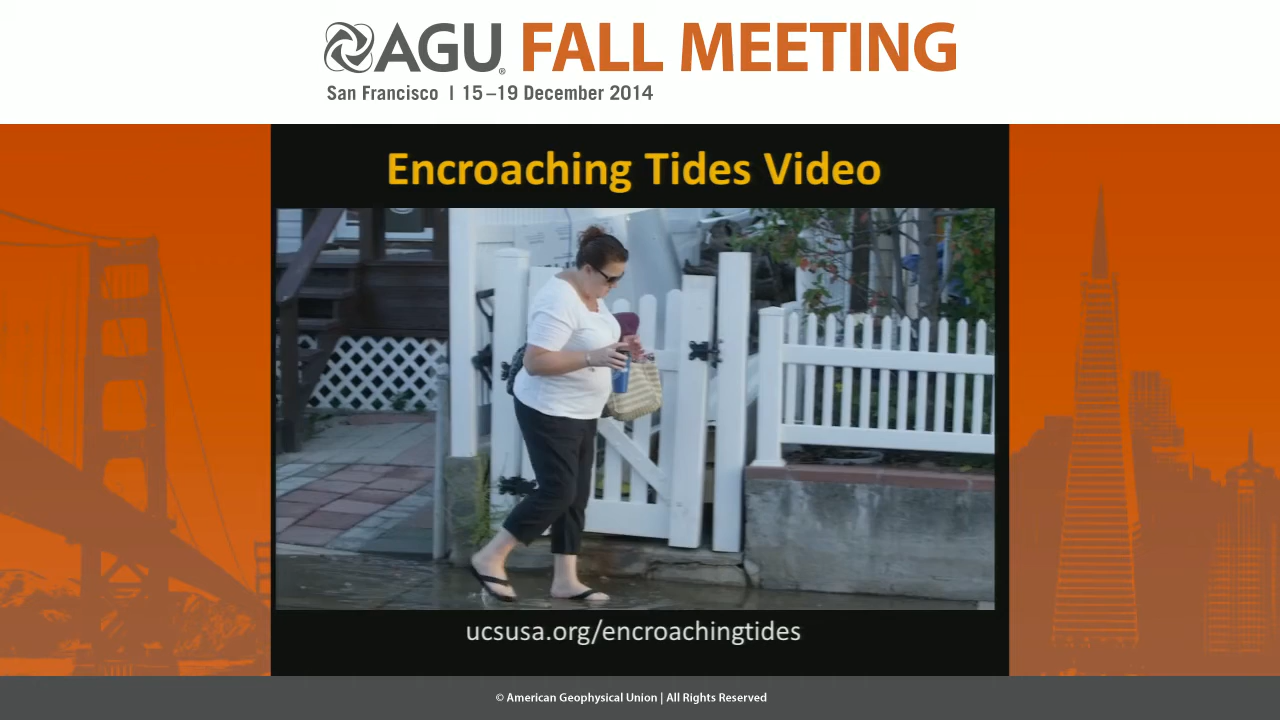 AGU® FALL MEETING
San Francisco | 15–19 December 2014
Encroaching Tides Video
ucsusa.org/encroachingtides
© American Geophysical Union | All Rights Reserved